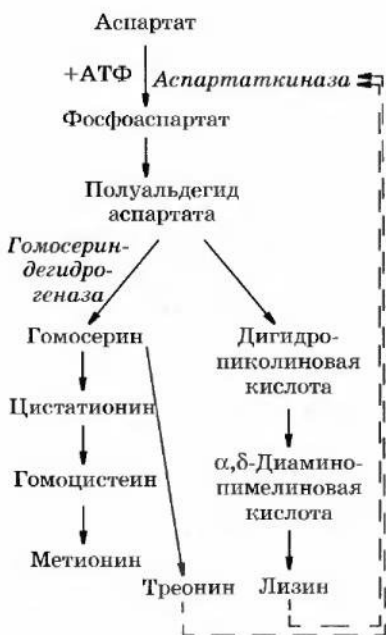 Аспартат
+АТФ Аспартаткиназа
Фосфоаспартат
Полуальдегид
аспартата
Гомосерин-
дегидро-
геназа
Гомосерин
Дигидро-
пиколиновая
кислота
Цистатионин
Гомоцистеин
α,δ-Диамино-
пимелиновая
кислота
Метионин
Треонин Лизин